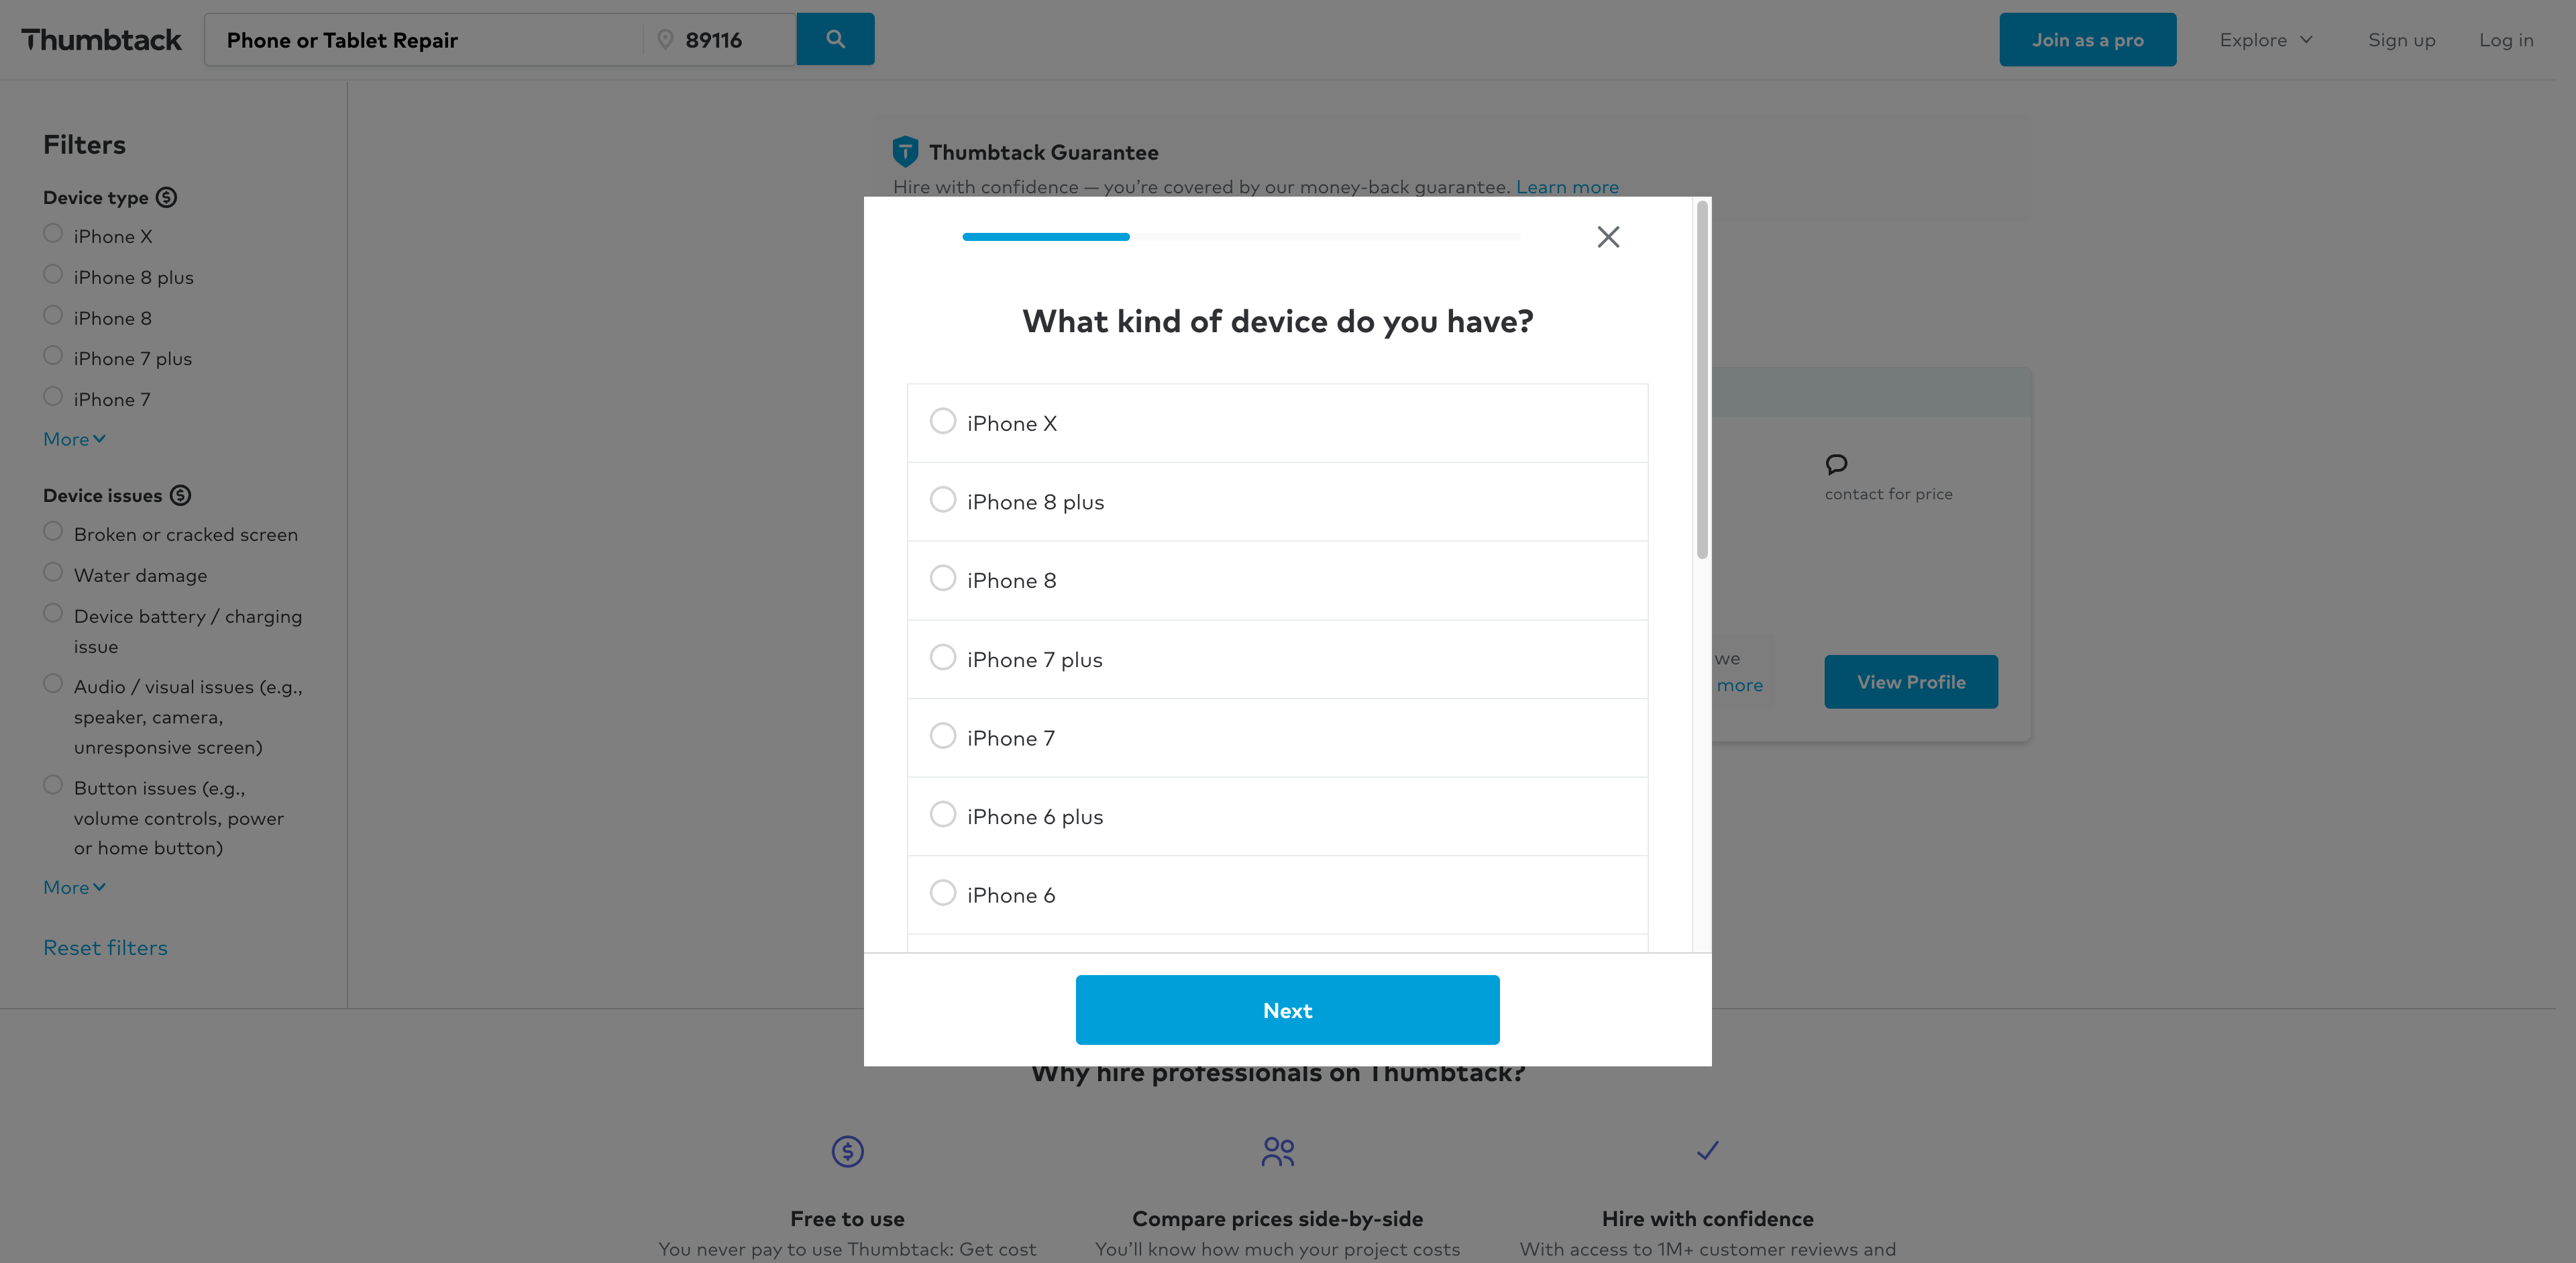 Thumbtack
Phone or Tablet Repair
89116
Join as a pro
Explore
Sign up
Log in
Filters
Device type
iPhone X
iPhone 8 plus
iPhone 8
iPhone 7 plus
iPhone 7
More
Device issues
Broken or cracked screen
Water damage
Device battery / charging
issue
Audio / visual issues (e.g.,
speaker, camera,
unresponsive screen)
Button issues (e.g.,
volume controls, power
or home button)
More
Reset filters
Thumbtack Guarantee
Hire with confidence — you’re covered by our money-back guarantee. Learn more
What kind of device do you have?
iPhone X
iPhone 8 plus
iPhone 8
iPhone 7 plus
iPhone 7
iPhone 6 plus
iPhone 6
Next
contact for price
we
more
View Profile
Why hire professionals on Thumbtack?
Free to use
You never pay to use Thumbtack: Get cost
Compare prices side-by-side
You’ll know how much your project costs
Hire with confidence
With access to 1M+ customer reviews and